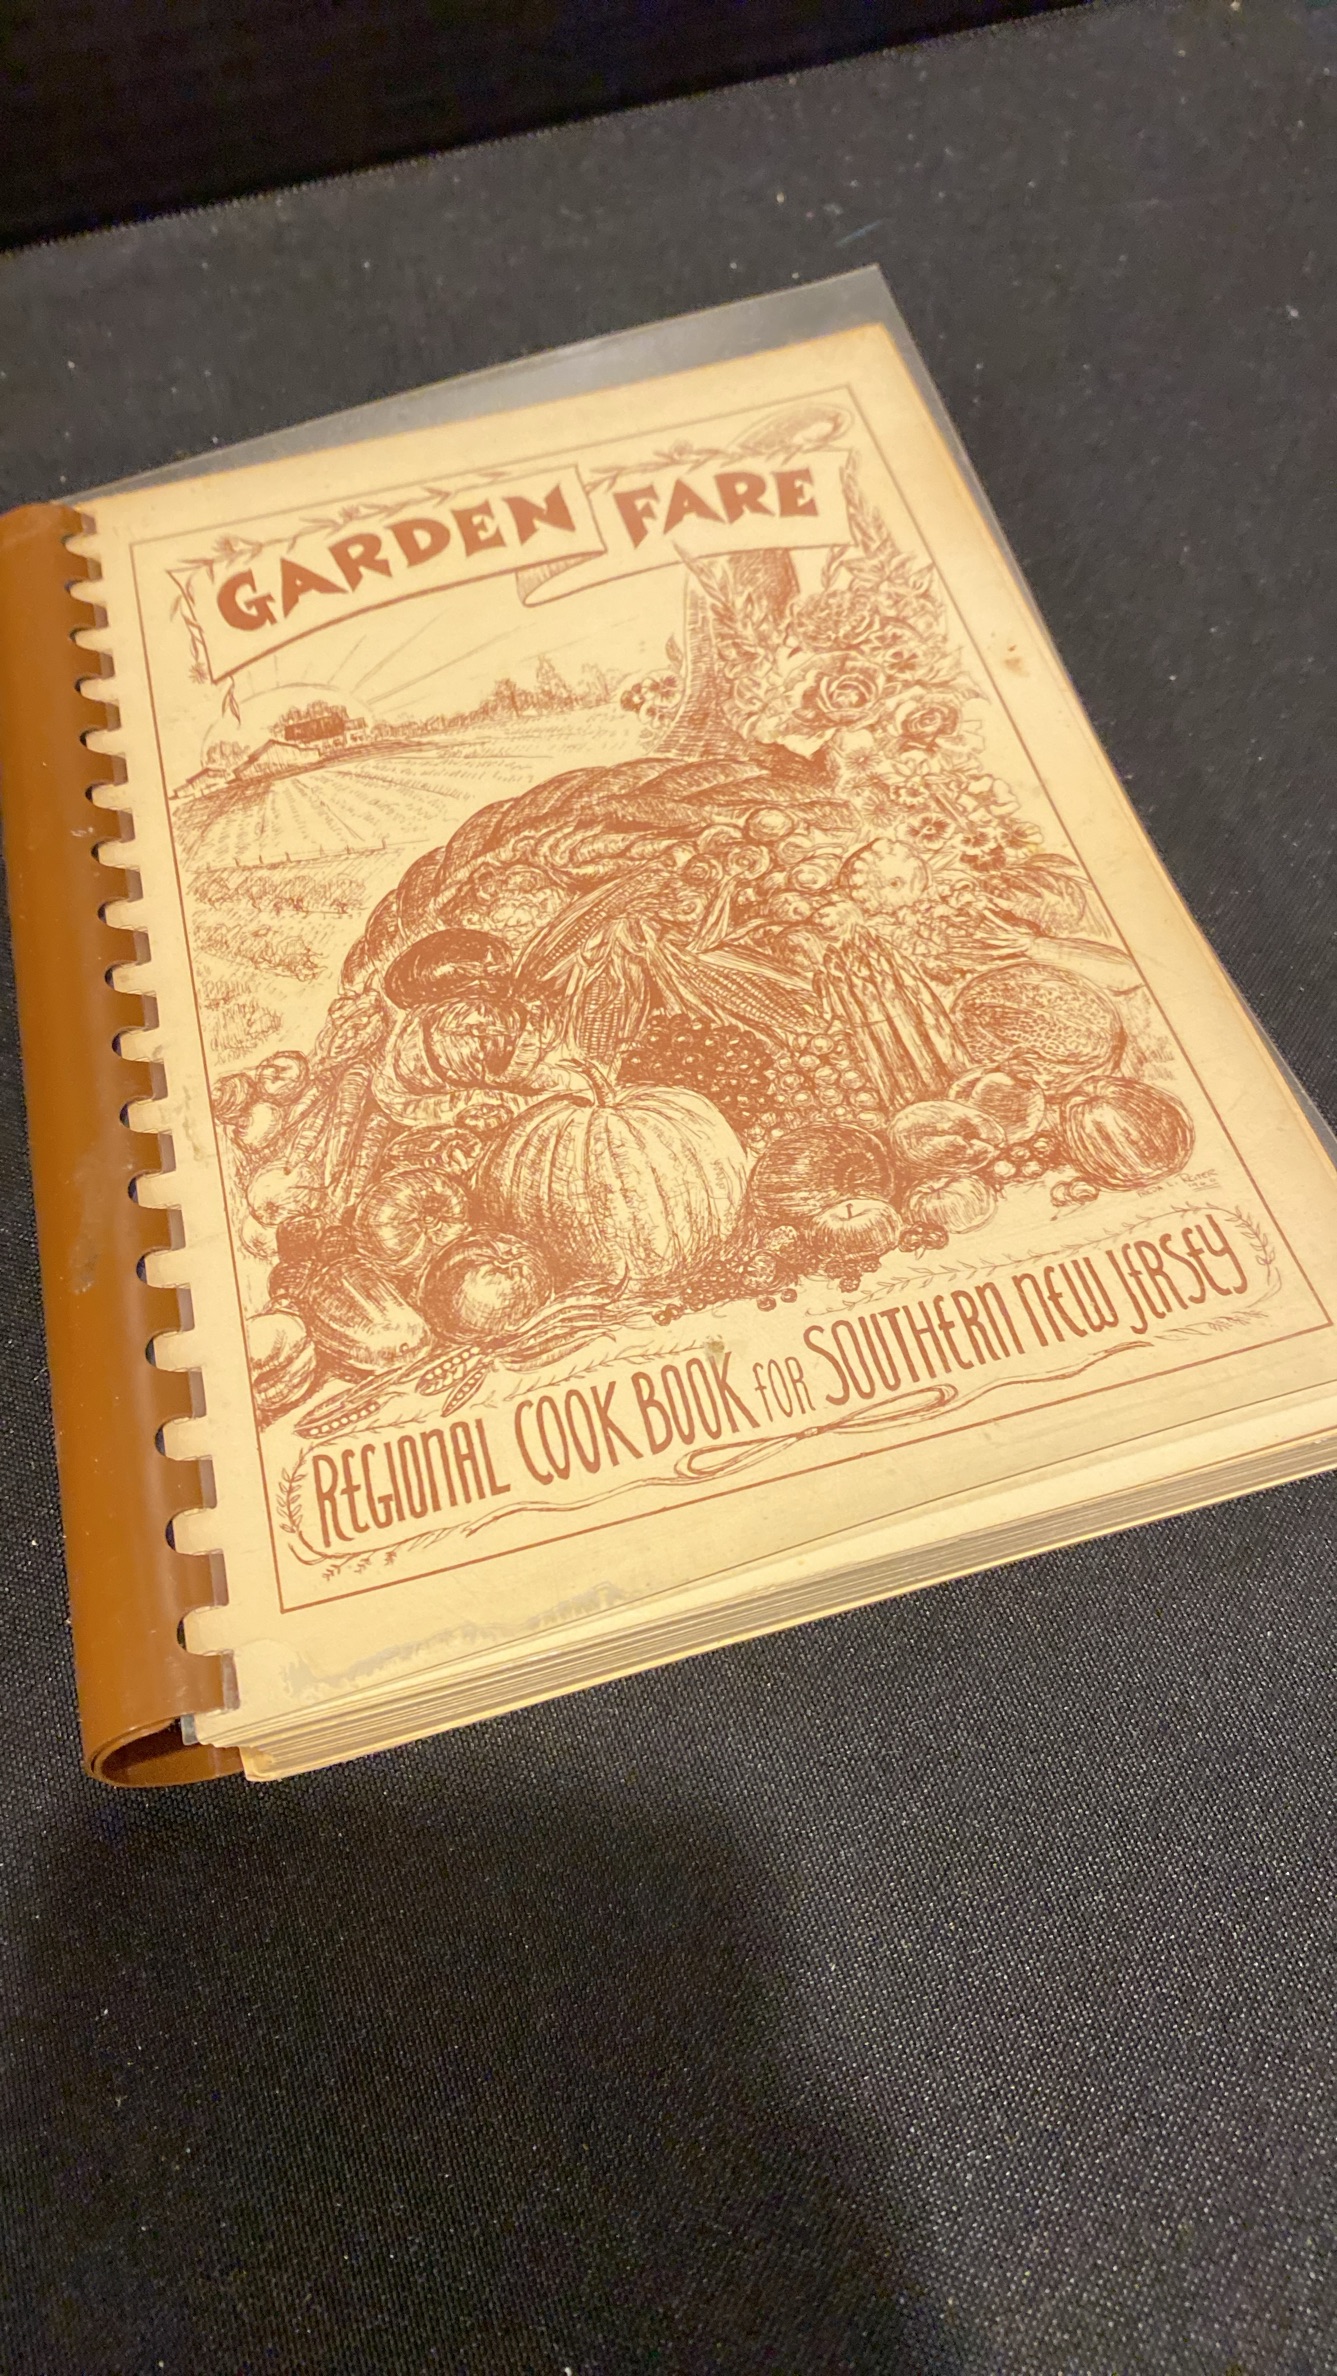 GARDEN FARE
REGIONAL COOK BOOK FOR SOUTHERN NEW JERSEY